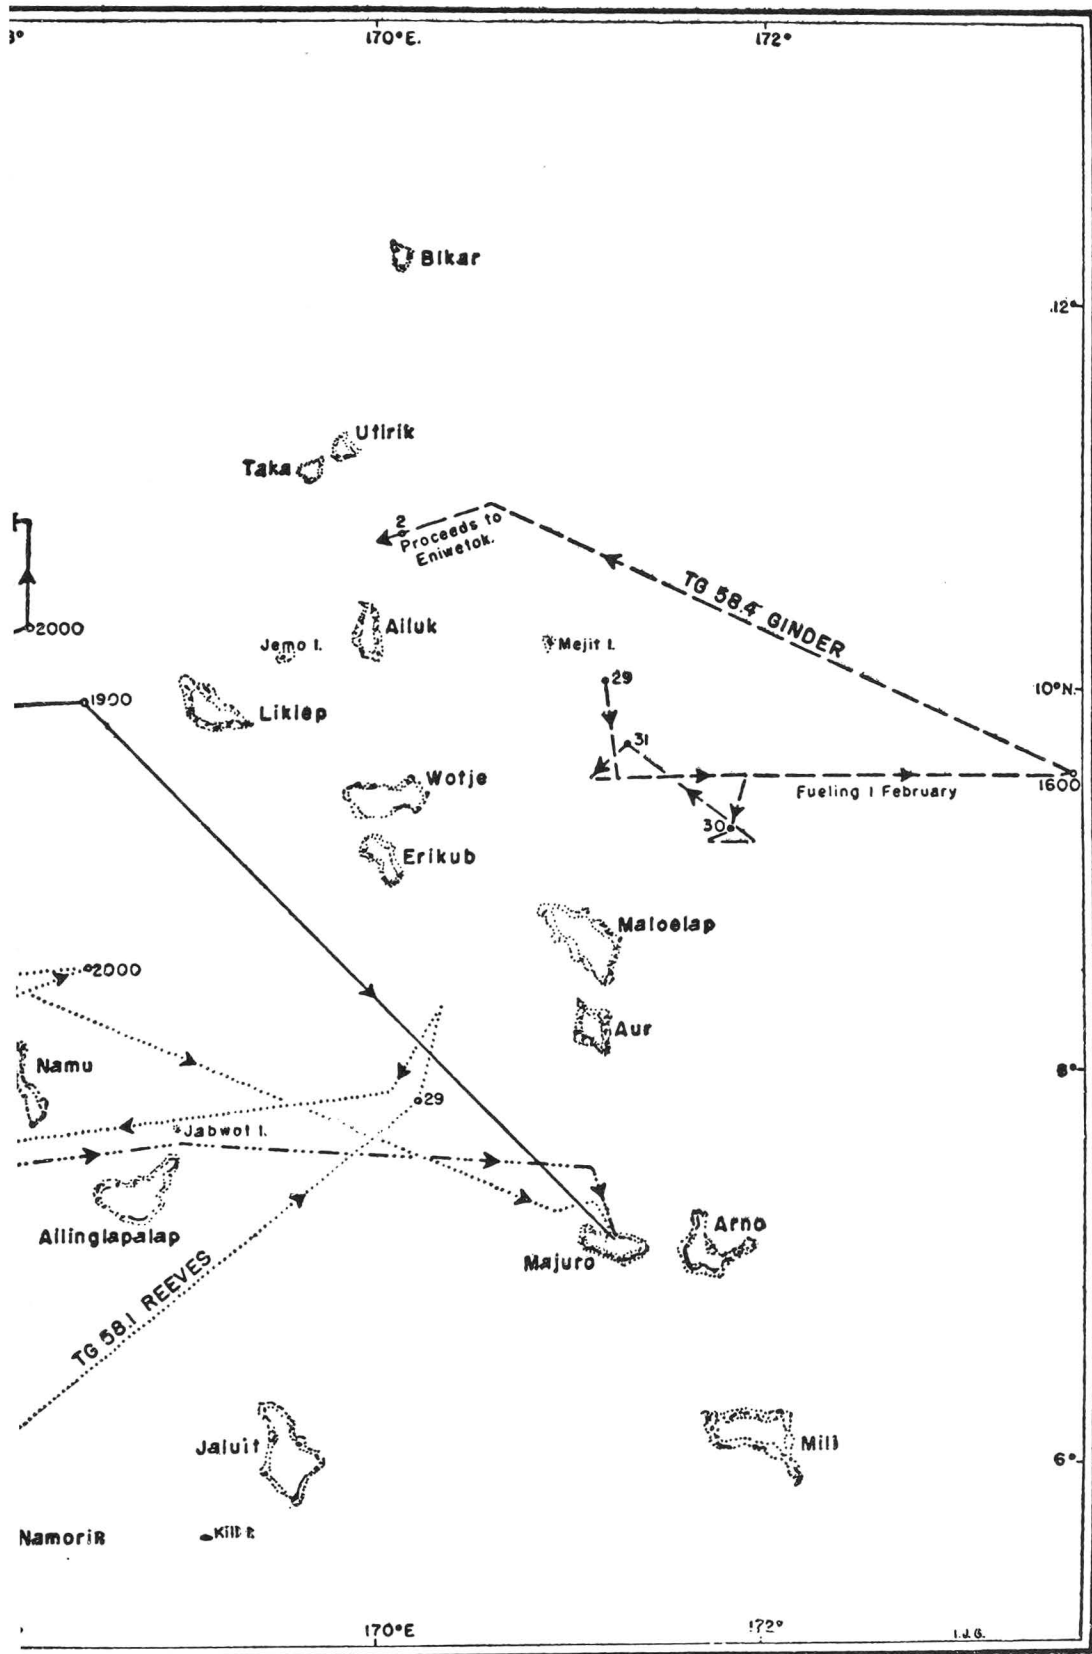 8°
170°E.
172°
Bikar
12°
Utirik
Taka
2
Proceeds to
Eniwetok.
TG 58.4 GINDER
2000
Ailuk
Jemo I.
Mejit I.
29
10°N.
1900
Likiep
31
Wotje
1600
Fueling 1 February
30
Erikub
Maloelap
2000
Aur
Namu
8°
29
Jabwot I.
Ailinglapalap
Arno
Majuro
TG 58.1 REEVES
Jaluit
Mili
6°
Namorik
Kili I.
170°E
172°
I.J.G.